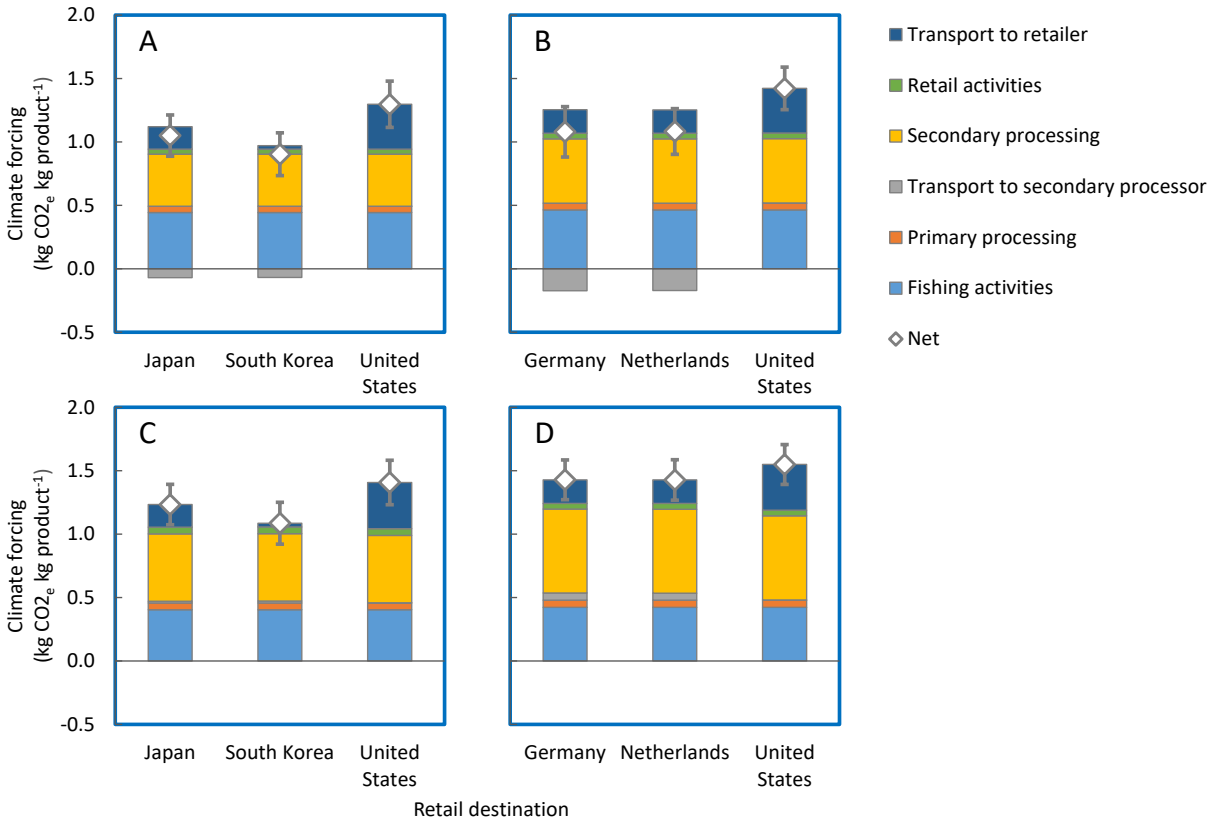 2.0
1.5
1.0
0.5
0.0
-0.5
Climate forcing
(kg CO2e kg product-1)
A
Japan
South Korea
United
States
B
Germany
Netherlands
United
States
Transport to retailer
Retail activities
Secondary processing
Transport to secondary processor
Primary processing
Fishing activities
Net
2.0
1.5
1.0
0.5
0.0
-0.5
Climate forcing
(kg CO2e kg product-1)
C
Japan
South Korea
United
States
D
Germany
Netherlands
United
States
Retail destination